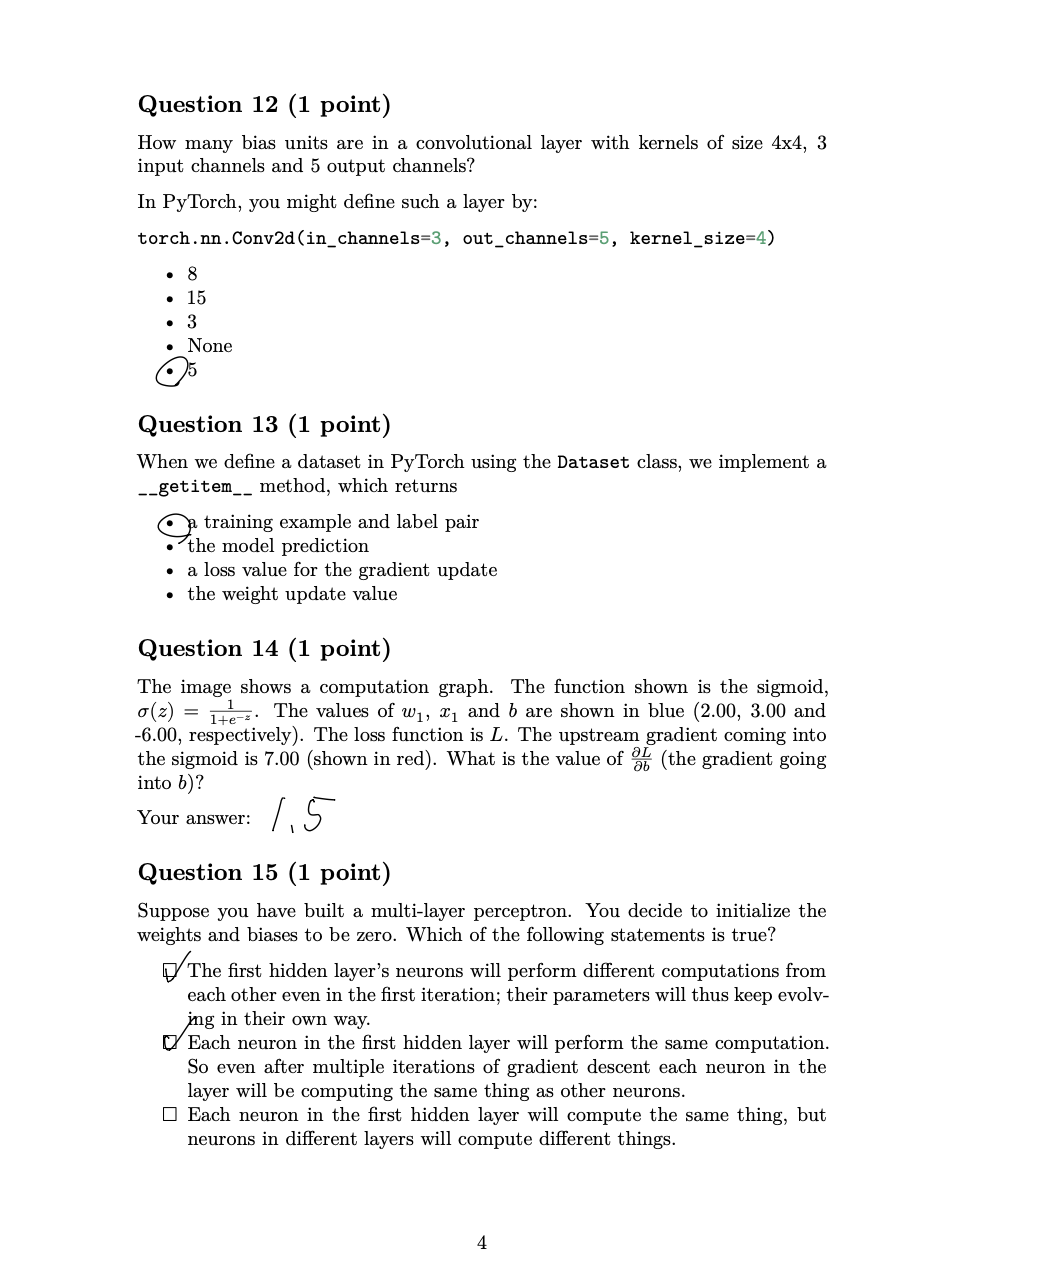 Question 12 (1 point)
How many bias units are in a convolutional layer with kernels of size 4x4, 3
input channels and 5 output channels?
In PyTorch, you might define such a layer by:
torch.nn.Conv2d(in_channels=3, out_channels=5, kernel_size=4)
• 8
• 15
• 3
• None
• 5
Question 13 (1 point)
When we define a dataset in PyTorch using the Dataset class, we implement a
__getitem__ method, which returns
• a training example and label pair
• the model prediction
• a loss value for the gradient update
• the weight update value
Question 14 (1 point)
The image shows a computation graph. The function shown is the sigmoid,
σ(z) = 1/(1+e^{-z}). The values of w₁, x₁ and b are shown in blue (2.00, 3.00 and
-6.00, respectively). The loss function is L. The upstream gradient coming into
the sigmoid is 7.00 (shown in red). What is the value of ∂L/∂b (the gradient going
into b)?
Your answer: 1.5
Question 15 (1 point)
Suppose you have built a multi-layer perceptron. You decide to initialize the
weights and biases to be zero. Which of the following statements is true?
☑ The first hidden layer's neurons will perform different computations from
each other even in the first iteration; their parameters will thus keep evolv-
ing in their own way.
☑ Each neuron in the first hidden layer will perform the same computation.
So even after multiple iterations of gradient descent each neuron in the
layer will be computing the same thing as other neurons.
☐ Each neuron in the first hidden layer will compute the same thing, but
neurons in different layers will compute different things.
4